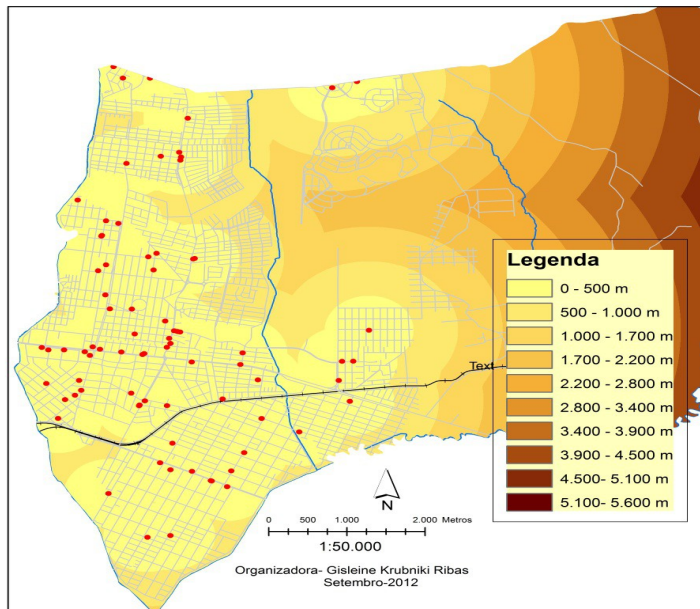 Legenda
0 - 500 m
500 - 1.000 m
1.000 - 1.700 m
1.700 - 2.200 m
2.200 - 2.800 m
2.800 - 3.400 m
3.400 - 3.900 m
3.900 - 4.500 m
4.500- 5.100 m
5.100- 5.600 m
Text
N
0 500 1.000 2.000 Metros
1:50.000
Organizadora- Gisleine Krubniki Ribas
Setembro-2012